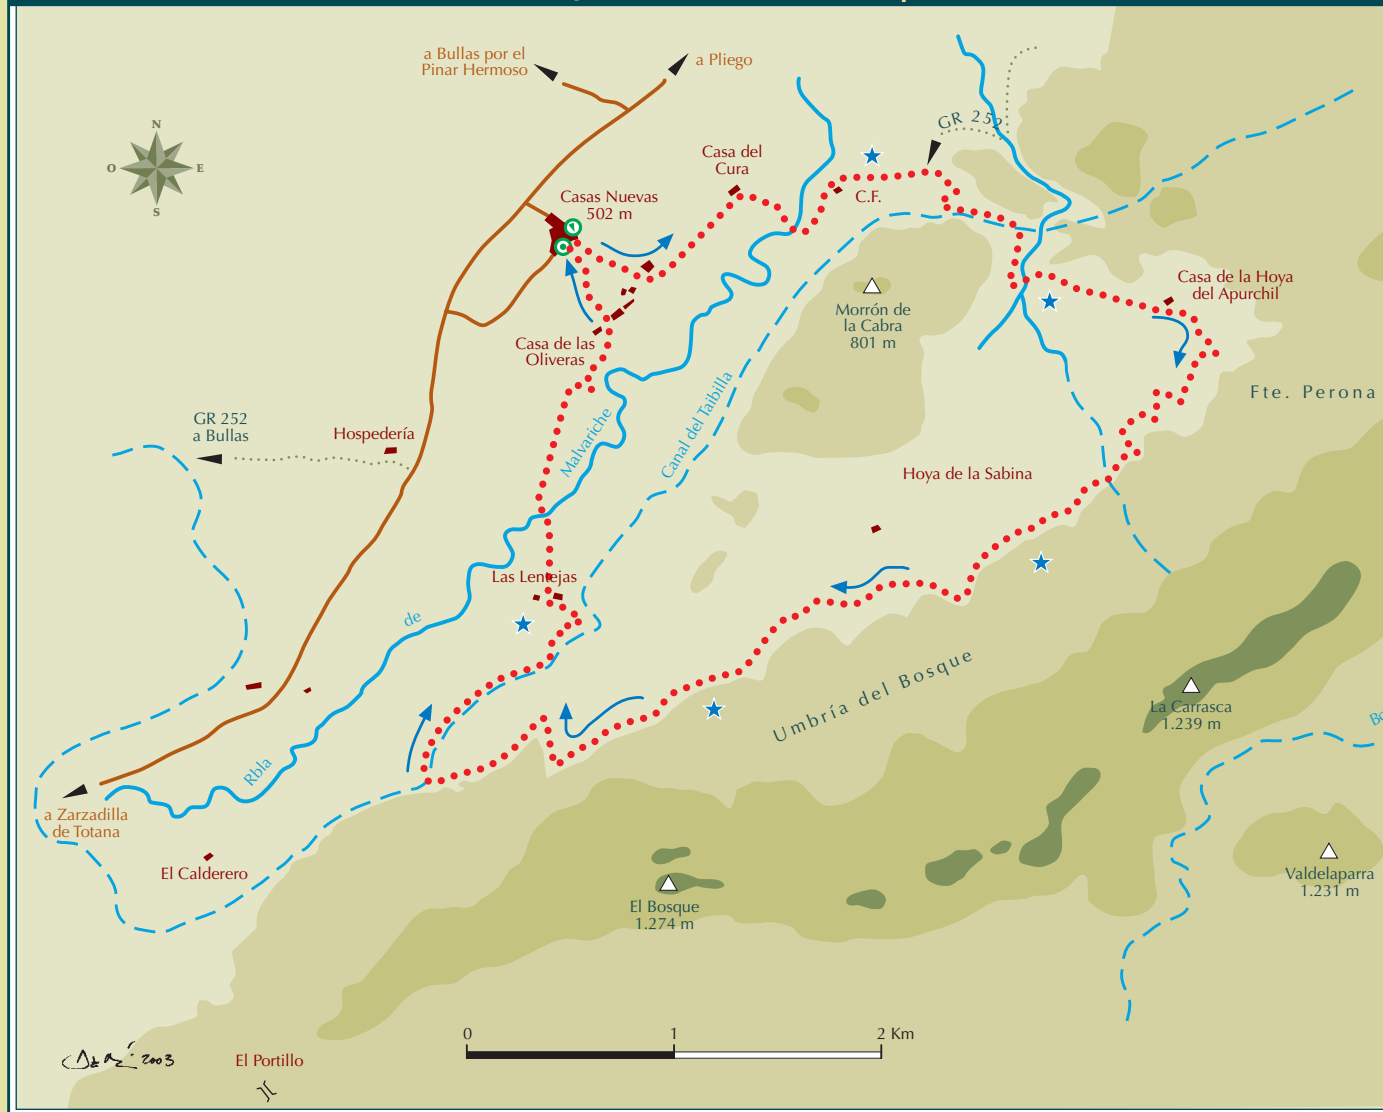 a Bullas por el
Pinar Hermoso
a Pliego
N
O
E
S
GR 252
Casa del
Cura
C.F.
Casas Nuevas
502 m
Casa de la Hoya
del Apurchil
Morrón de
la Cabra
801 m
Casa de las
Oliveras
Fte. Perona
GR 252
a Bullas
Hospedería
Malvariche
Canal del Taibilla
Hoya de la Sabina
Las Lentejas
de
Umbría del Bosque
La Carrasca
1.239 m
Rbla
a Zarzadilla
de Totana
El Calderero
Valdelaparra
1.231 m
El Bosque
1.274 m
0 1 2 Km
2003
El Portillo